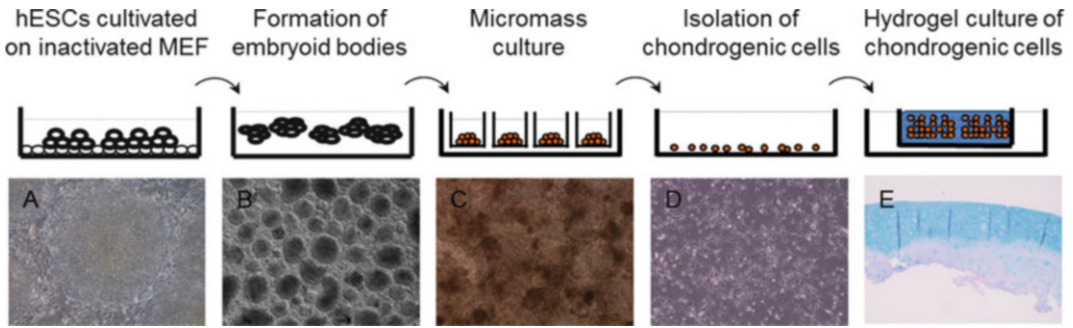 hESCs cultivated
on inactivated MEF
Formation of
embryoid bodies
Micromass
culture
Isolation of
chondrogenic cells
Hydrogel culture of
chondrogenic cells
A
B
C
D
E